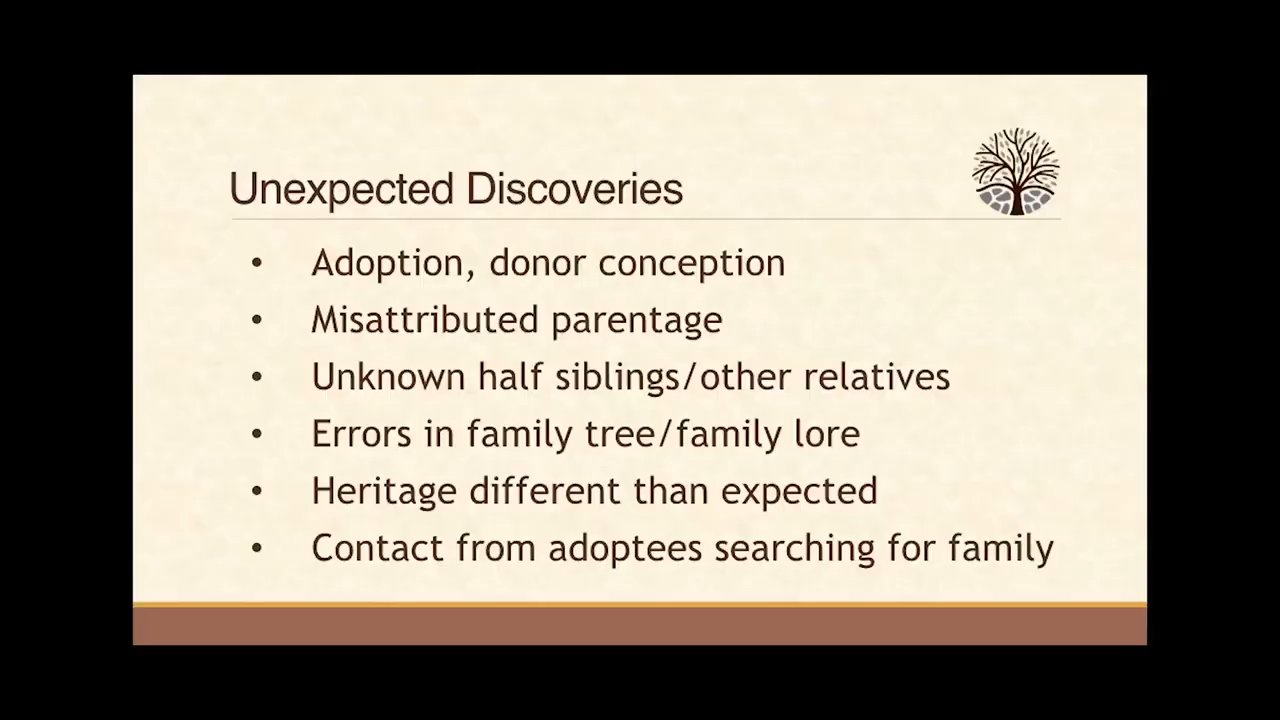 Unexpected Discoveries
• Adoption, donor conception
• Misattributed parentage
• Unknown half siblings/other relatives
• Errors in family tree/family lore
• Heritage different than expected
• Contact from adoptees searching for family